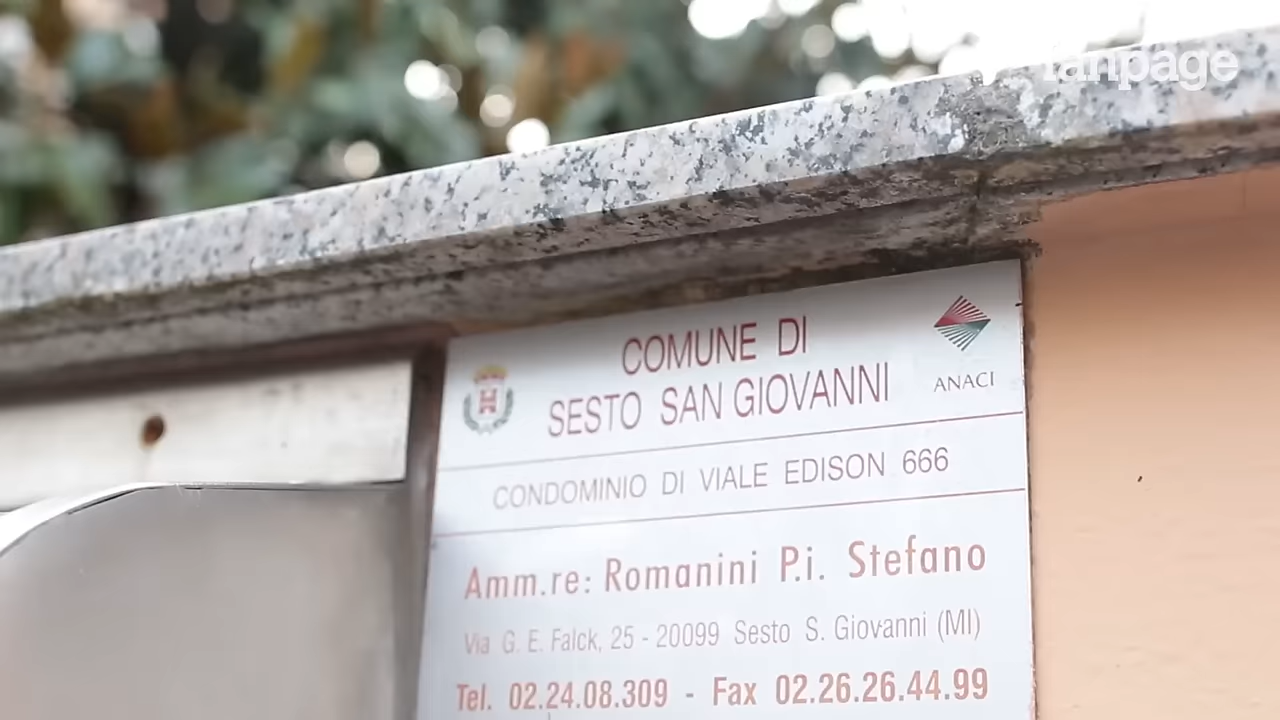 fanpage
COMUNE DI
SESTO SAN GIOVANNI
ANACI
CONDOMINIO DI VIALE EDISON 666
Amm.re: Romanini P.i. Stefano
Via G. E. Falck, 25 - 20099 Sesto S. Giovanni (MI)
Tel. 02.24.08.309 - Fax 02.26.26.44.99